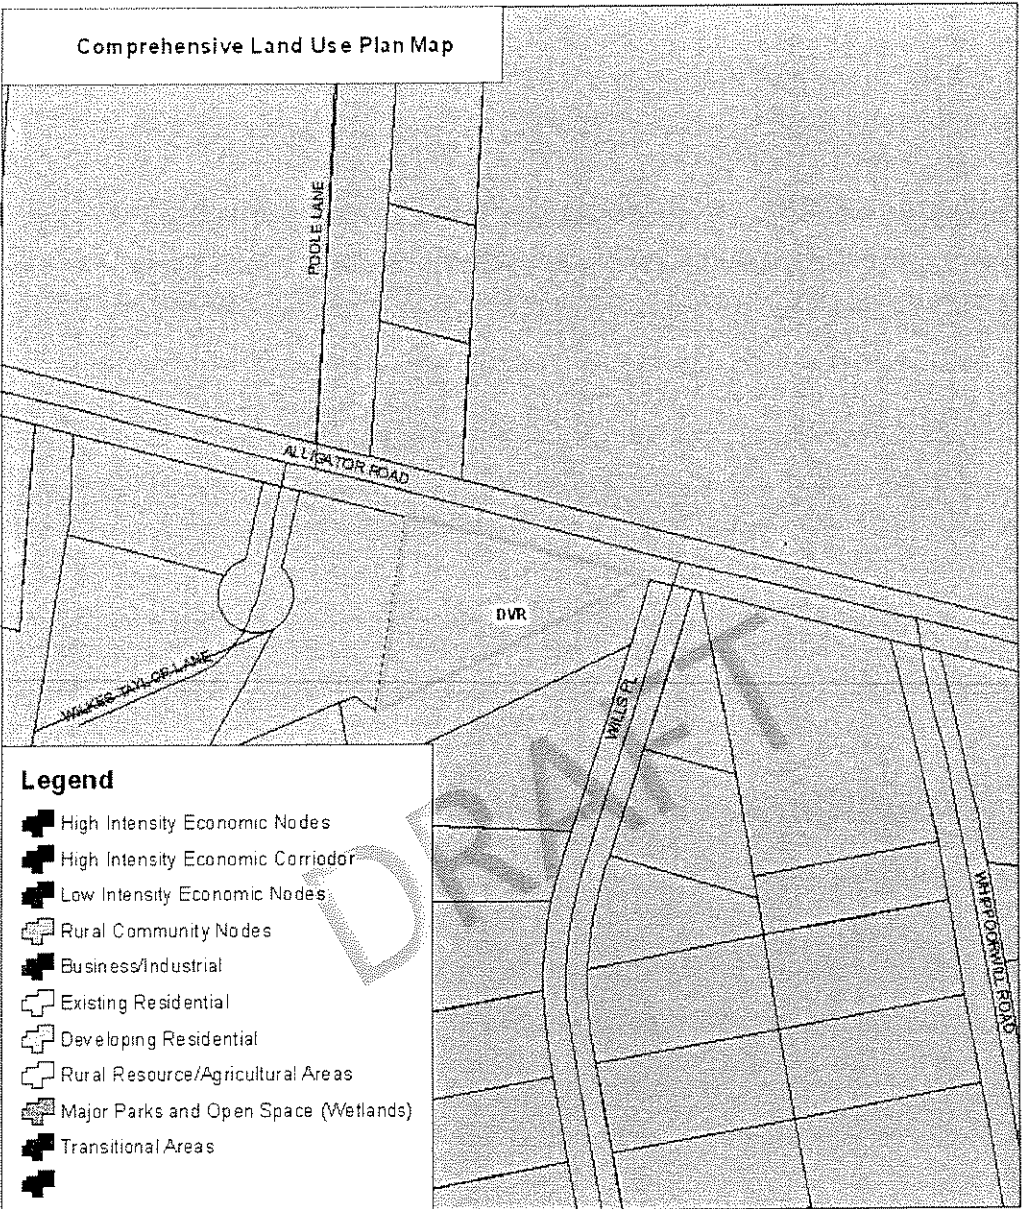 Comprehensive Land Use Plan Map
POOLE LANE
ALLIGATOR ROAD
DVR
WILKES TAYLOR LANE
WILLS PL
WHIPPOORWILL ROAD
DRAFT
Legend
High Intensity Economic Nodes
High Intensity Economic Corriodor
Low Intensity Economic Nodes
Rural Community Nodes
Business/Industrial
Existing Residential
Developing Residential
Rural Resource/Agricultural Areas
Major Parks and Open Space (Wetlands)
Transitional Areas